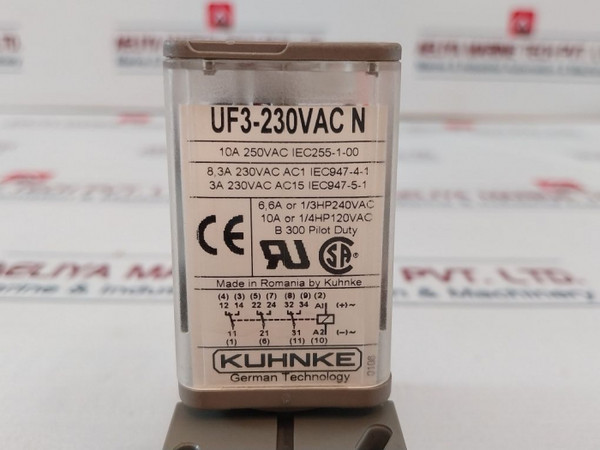 UF3-230VAC N
10A 250VAC IEC255-1-00
8,3A 230VAC AC1 IEC947-4-1
3A 230VAC AC15 IEC947-5-1
6,6A or 1/3HP240VAC
10A or 1/4HP120VAC
B 300 Pilot Duty
CE
RU
SA ®
Made in Romania by Kuhnke
(4) (3) (5) (7) (8) (9) (2)
12 14 22 24 32 34 A1 (+)~
11 21 31 A2 (-)~
(1) (6) (11) (10)
0108
KUHNKE
German Technology